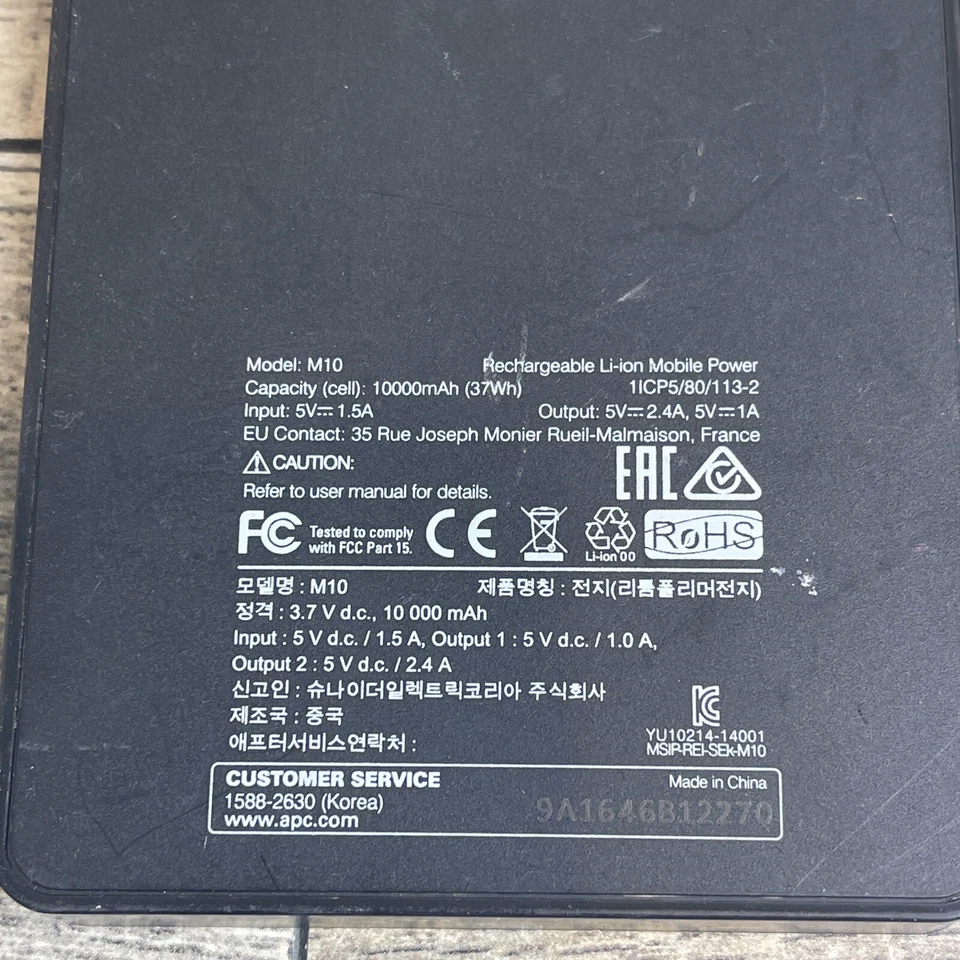 Model: M10 Rechargeable Li-ion Mobile Power
Capacity (cell): 10000mAh (37Wh) 1ICP5/80/113-2
Input: 5V⎓1.5A Output: 5V⎓2.4A, 5V⎓1A
EU Contact: 35 Rue Joseph Monier Rueil-Malmaison, France
CAUTION: EAC
Refer to user manual for details.
FC Tested to comply with FCC Part 15. CE Li-ion 00 RoHS
모델명 : M10 제품명칭 : 전지(리튬폴리머전지)
정격 : 3.7 V d.c., 10 000 mAh
Input : 5 V d.c. / 1.5 A, Output 1 : 5 V d.c. / 1.0 A,
Output 2 : 5 V d.c. / 2.4 A
신고인 : 슈나이더일렉트릭코리아 주식회사
제조국 : 중국
YU10214-14001
애프터서비스연락처 : MSIP-REI-SEk-M10
CUSTOMER SERVICE Made in China
1588-2630 (Korea) 9A1646B12270
www.apc.com